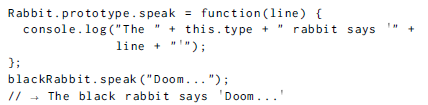 Rabbit.prototype.speak = function(line) {
  console.log("The " + this.type + " rabbit says '" +
              line + "'");
};
blackRabbit.speak("Doom...");
// → The black rabbit says 'Doom...'